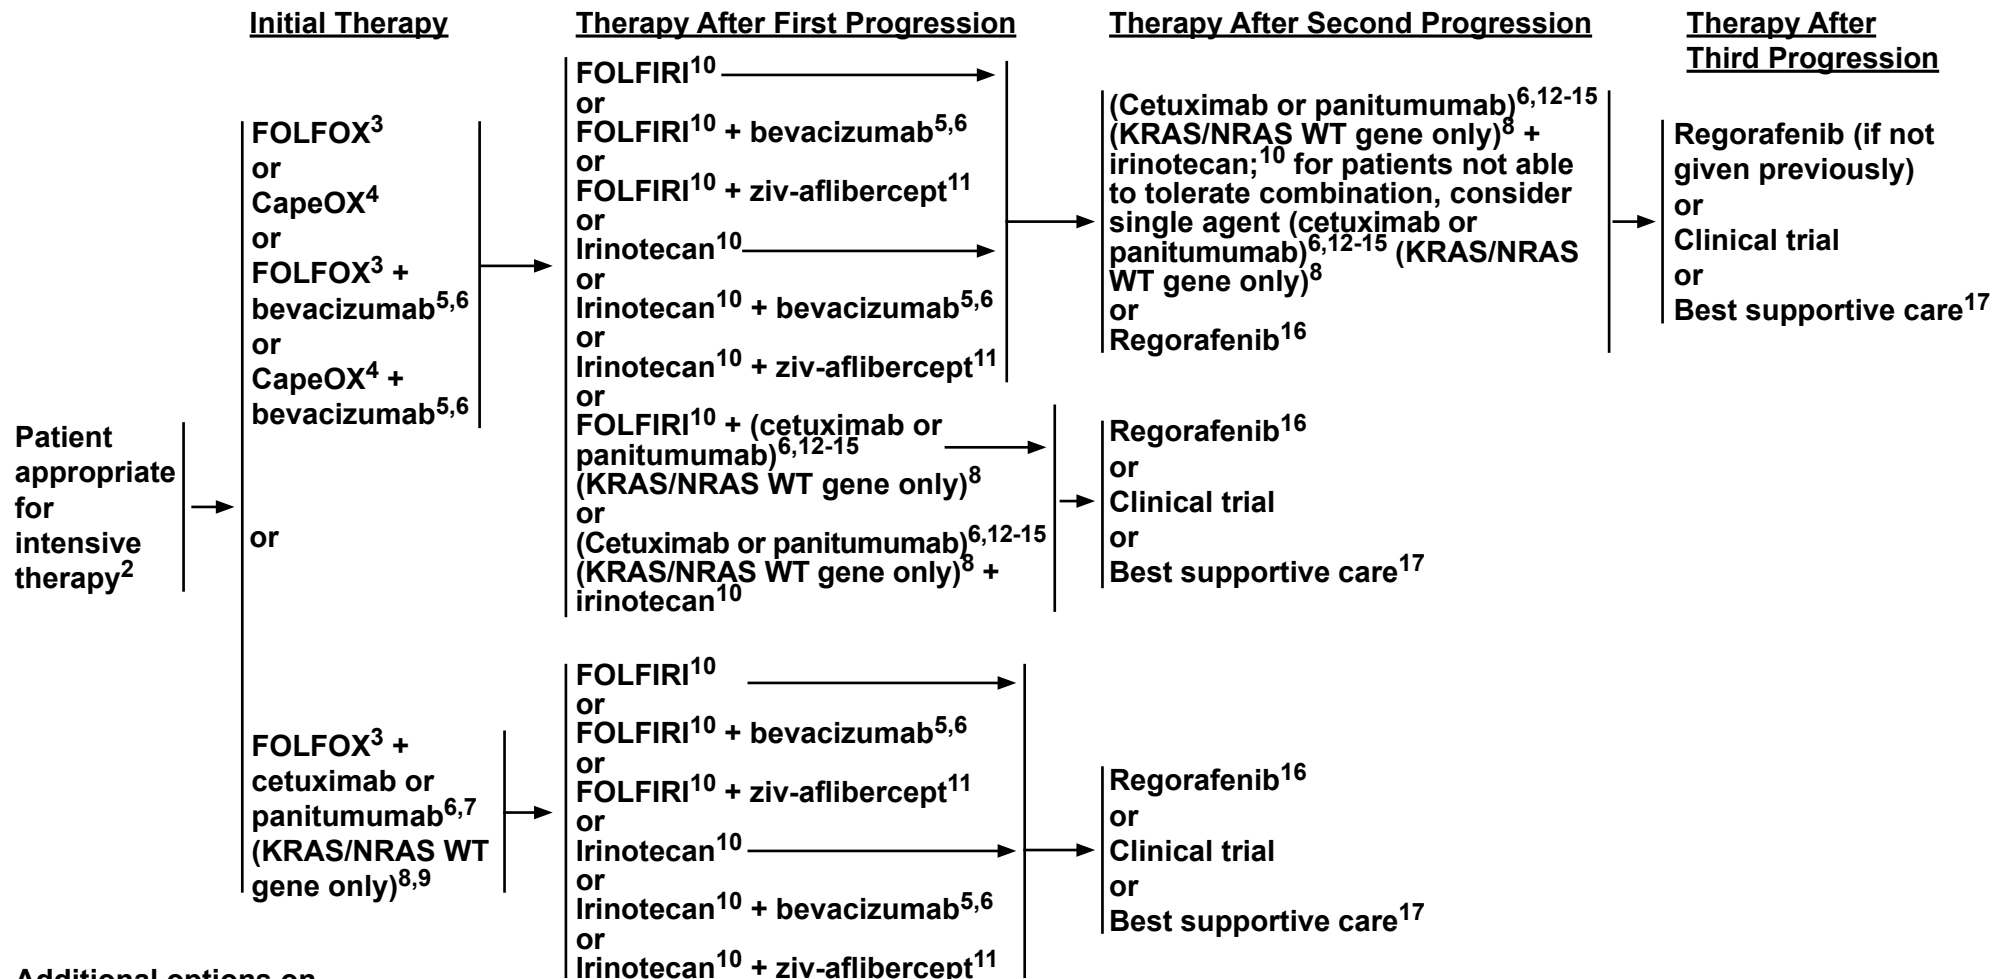 Initial Therapy
Therapy After First Progression
Therapy After Second Progression
Therapy After
Third Progression
Patient
appropriate
for
intensive
therapy2
FOLFOX3
or
CapeOX4
or
FOLFOX3 +
bevacizumab5,6
or
CapeOX4 +
bevacizumab5,6
or
FOLFOX3 +
cetuximab or
panitumumab6,7
(KRAS/NRAS WT
gene only)8,9
FOLFIRI10
or
FOLFIRI10 + bevacizumab5,6
or
FOLFIRI10 + ziv-aflibercept11
or
Irinotecan10
or
Irinotecan10 + bevacizumab5,6
or
Irinotecan10 + ziv-aflibercept11
or
FOLFIRI10 + (cetuximab or
panitumumab)6,12-15
(KRAS/NRAS WT gene only)8
or
(Cetuximab or panitumumab)6,12-15
(KRAS/NRAS WT gene only)8 +
irinotecan10
(Cetuximab or panitumumab)6,12-15
(KRAS/NRAS WT gene only)8 +
irinotecan;10 for patients not able
to tolerate combination, consider
single agent (cetuximab or
panitumumab)6,12-15 (KRAS/NRAS
WT gene only)8
or
Regorafenib16
Regorafenib (if not
given previously)
or
Clinical trial
or
Best supportive care17
Regorafenib16
or
Clinical trial
or
Best supportive care17
FOLFIRI10
or
FOLFIRI10 + bevacizumab5,6
or
FOLFIRI10 + ziv-aflibercept11
or
Irinotecan10
or
Irinotecan10 + bevacizumab5,6
or
Irinotecan10 + ziv-aflibercept11
Regorafenib16
or
Clinical trial
or
Best supportive care17
Additional options on